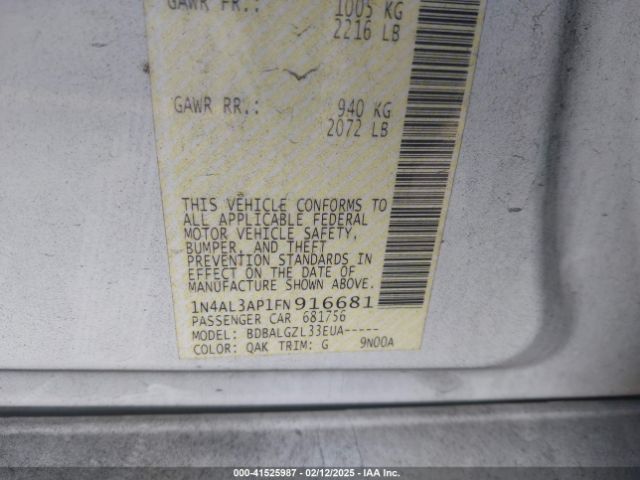 GAWR FR.: 1005 KG
2216 LB
GAWR RR.: 940 KG
2072 LB
THIS VEHICLE CONFORMS TO
ALL APPLICABLE FEDERAL
MOTOR VEHICLE SAFETY,
BUMPER, AND THEFT
PREVENTION STANDARDS IN
EFFECT ON THE DATE OF
MANUFACTURE SHOWN ABOVE.
1N4AL3AP1FN916681
PASSENGER CAR 681756
MODEL: BDBALGZL33EUA-----
COLOR: QAK TRIM: G 9N00A
000-41525987 - 02/12/2025 - IAA Inc.